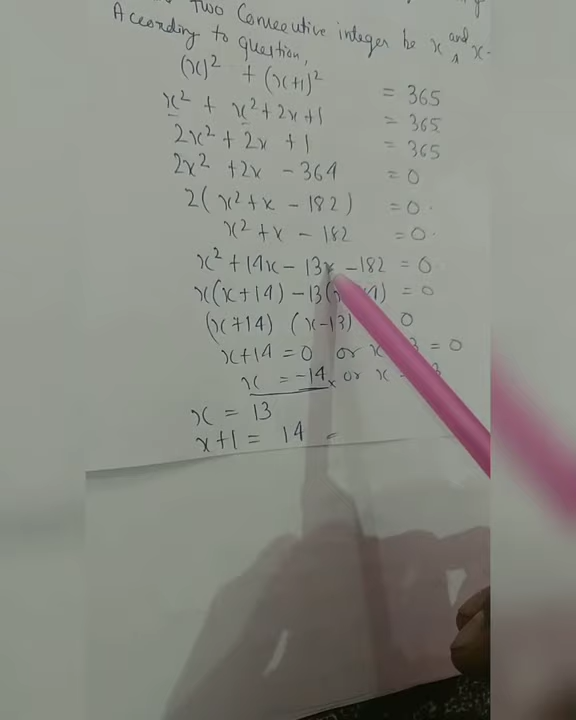 Two Consecutive integer be x and x
According to question,
(x)² + (x+1)² = 365
x² + x² + 2x + 1 = 365
2x² + 2x + 1 = 365
2x² + 2x - 364 = 0
2(x² + x - 182) = 0
x² + x - 182 = 0
x² + 14x - 13x - 182 = 0
x(x+14) - 13( = 0
(x+14) (x-13) 0
x+14 = 0 or x = 0
x = -14 or x
x = 13
x+1 = 14 =